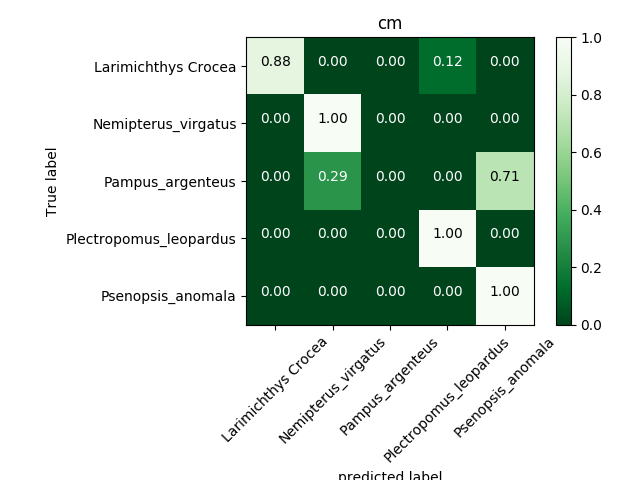 cm
Larimichthys Crocea 0.88 0.00 0.00 0.12 0.00
Nemipterus_virgatus 0.00 1.00 0.00 0.00 0.00
Pampus_argenteus 0.00 0.29 0.00 0.00 0.71
Plectropomus_leopardus 0.00 0.00 0.00 1.00 0.00
Psenopsis_anomala 0.00 0.00 0.00 0.00 1.00
True label
Larimichthys Crocea
Nemipterus_virgatus
Pampus_argenteus
Plectropomus_leopardus
Psenopsis_anomala
predicted label
1.0
0.8
0.6
0.4
0.2
0.0